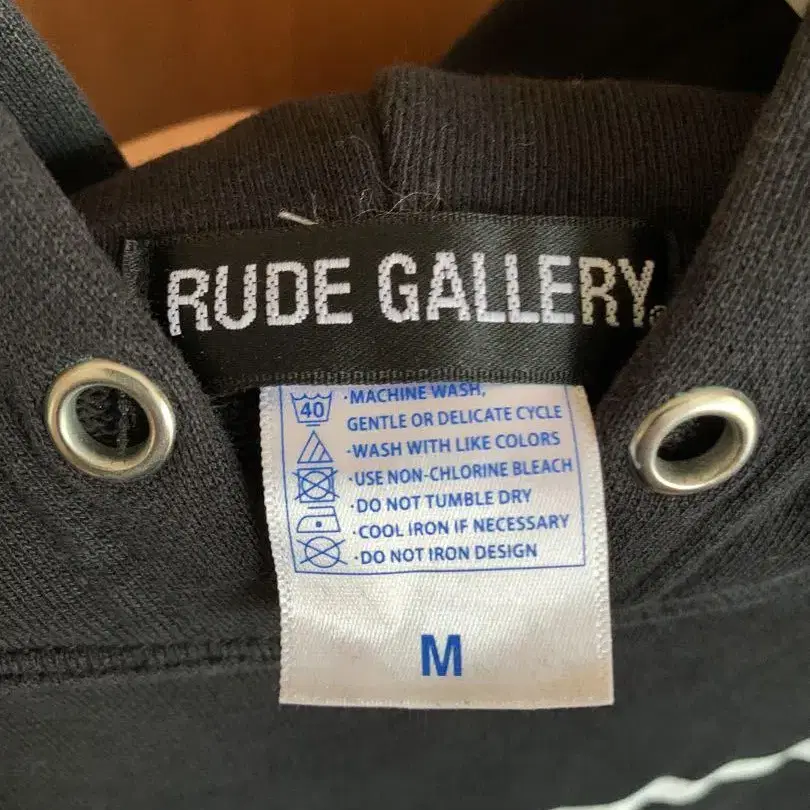 RUDE GALLERY
40
·MACHINE WASH,
GENTLE OR DELICATE CYCLE
·WASH WITH LIKE COLORS
·USE NON-CHLORINE BLEACH
·DO NOT TUMBLE DRY
·COOL IRON IF NECESSARY
·DO NOT IRON DESIGN
M